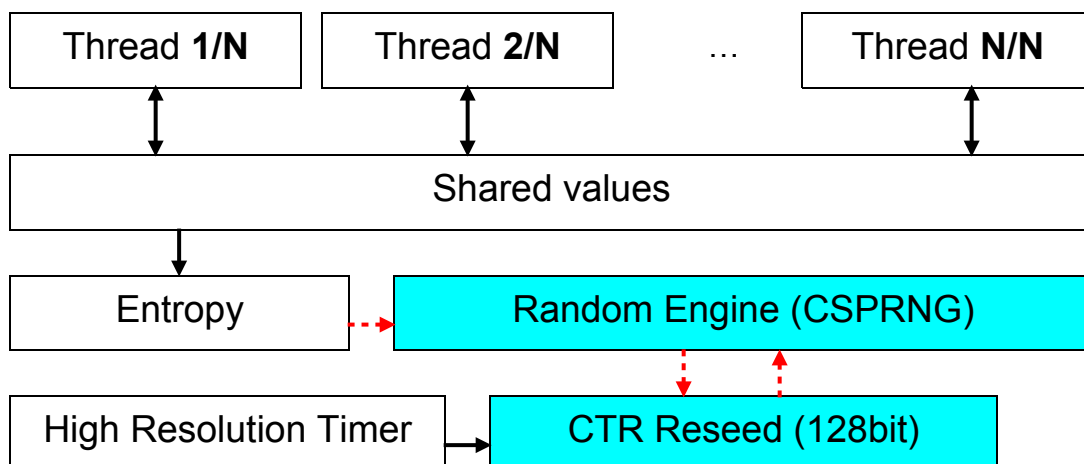 Thread 1/N Thread 2/N ... Thread N/N
Shared values
Entropy Random Engine (CSPRNG)
High Resolution Timer CTR Reseed (128bit)